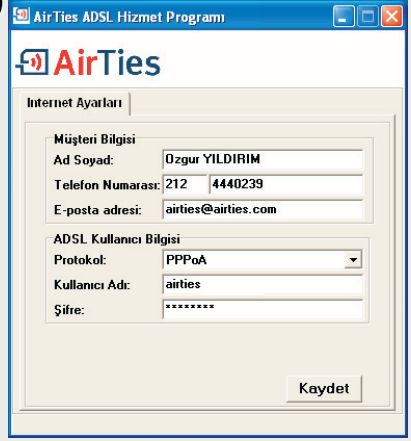 AirTies ADSL Hizmet Programı
AirTies
Internet Ayarları
Müşteri Bilgisi
Ad Soyad: Ozgur YILDIRIM
Telefon Numarası: 212 4440239
E-posta adresi: airties@airties.com
ADSL Kullanıcı Bilgisi
Protokol: PPPoA
Kullanıcı Adı: airties
Şifre: ********
Kaydet